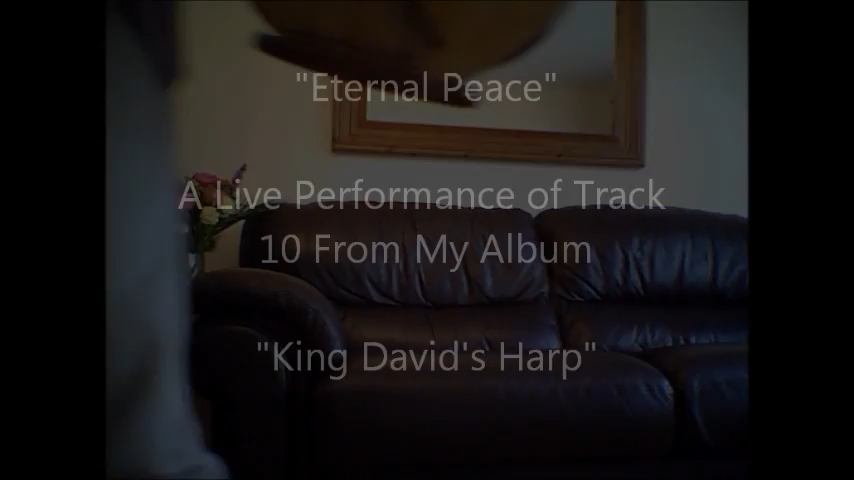 "Eternal Peace"
A Live Performance of Track
10 From My Album
"King David's Harp"